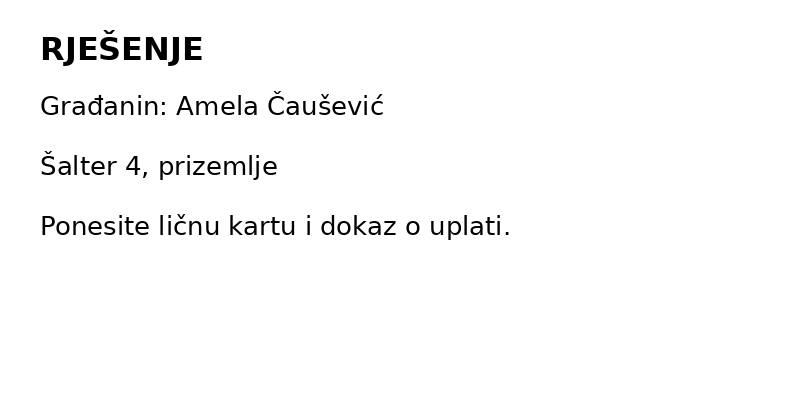 RJEŠENJE
Građanin: Amela Čaušević
Šalter 4, prizemlje
Ponesite ličnu kartu i dokaz o uplati.